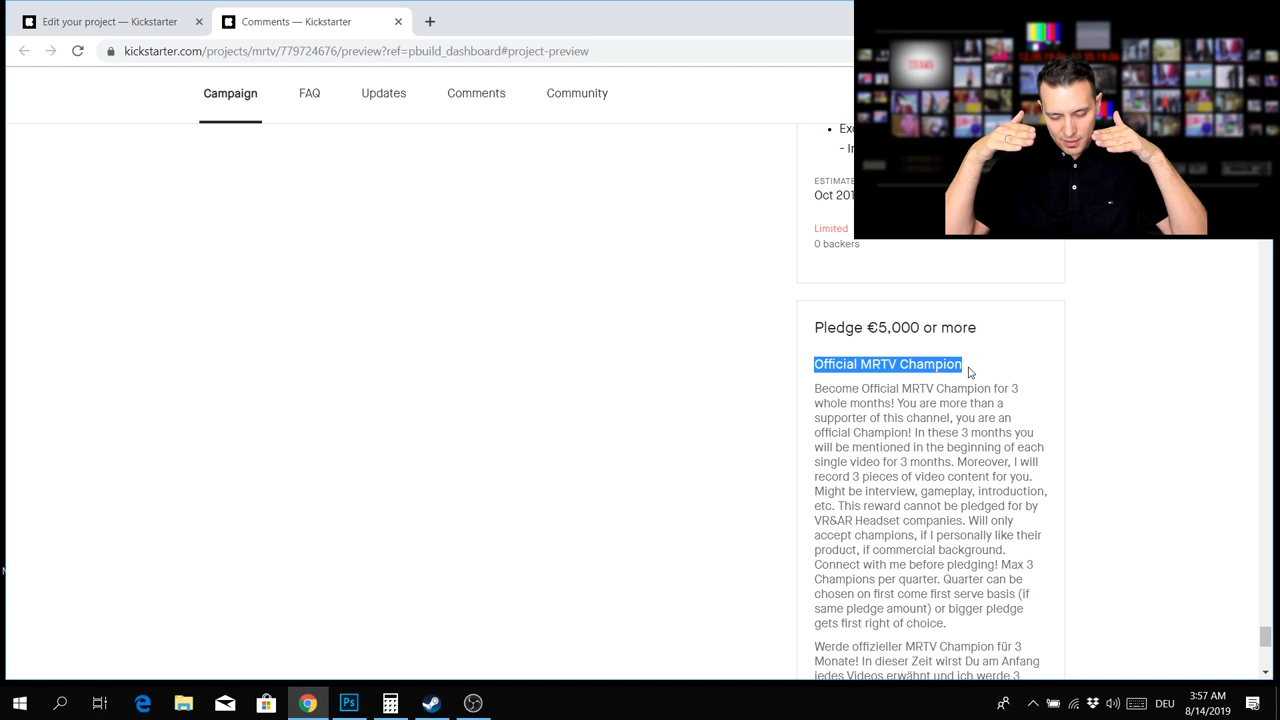 Edit your project — Kickstarter
Comments — Kickstarter
kickstarter.com/projects/mrtv/779724676/preview?ref=pbuild_dashboard#project-preview
Campaign
FAQ
Updates
Comments
Community
ESTIMATE
Oct 201
Limited
0 backers
Pledge €5,000 or more
Official MRTV Champion
Become Official MRTV Champion for 3
whole months! You are more than a
supporter of this channel, you are an
official Champion! In these 3 months you
will be mentioned in the beginning of each
single video for 3 months. Moreover, I will
record 3 pieces of video content for you.
Might be interview, gameplay, introduction,
etc. This reward cannot be pledged for by
VR&AR Headset companies. Will only
accept champions, if I personally like their
product, if commercial background.
Connect with me before pledging! Max 3
Champions per quarter. Quarter can be
chosen on first come first serve basis (if
same pledge amount) or bigger pledge
gets first right of choice.
Werde offizieller MRTV Champion für 3
Monate! In dieser Zeit wirst Du am Anfang
jedes Videos erwähnt und ich werde 3
DEU
3:57 AM
8/14/2019